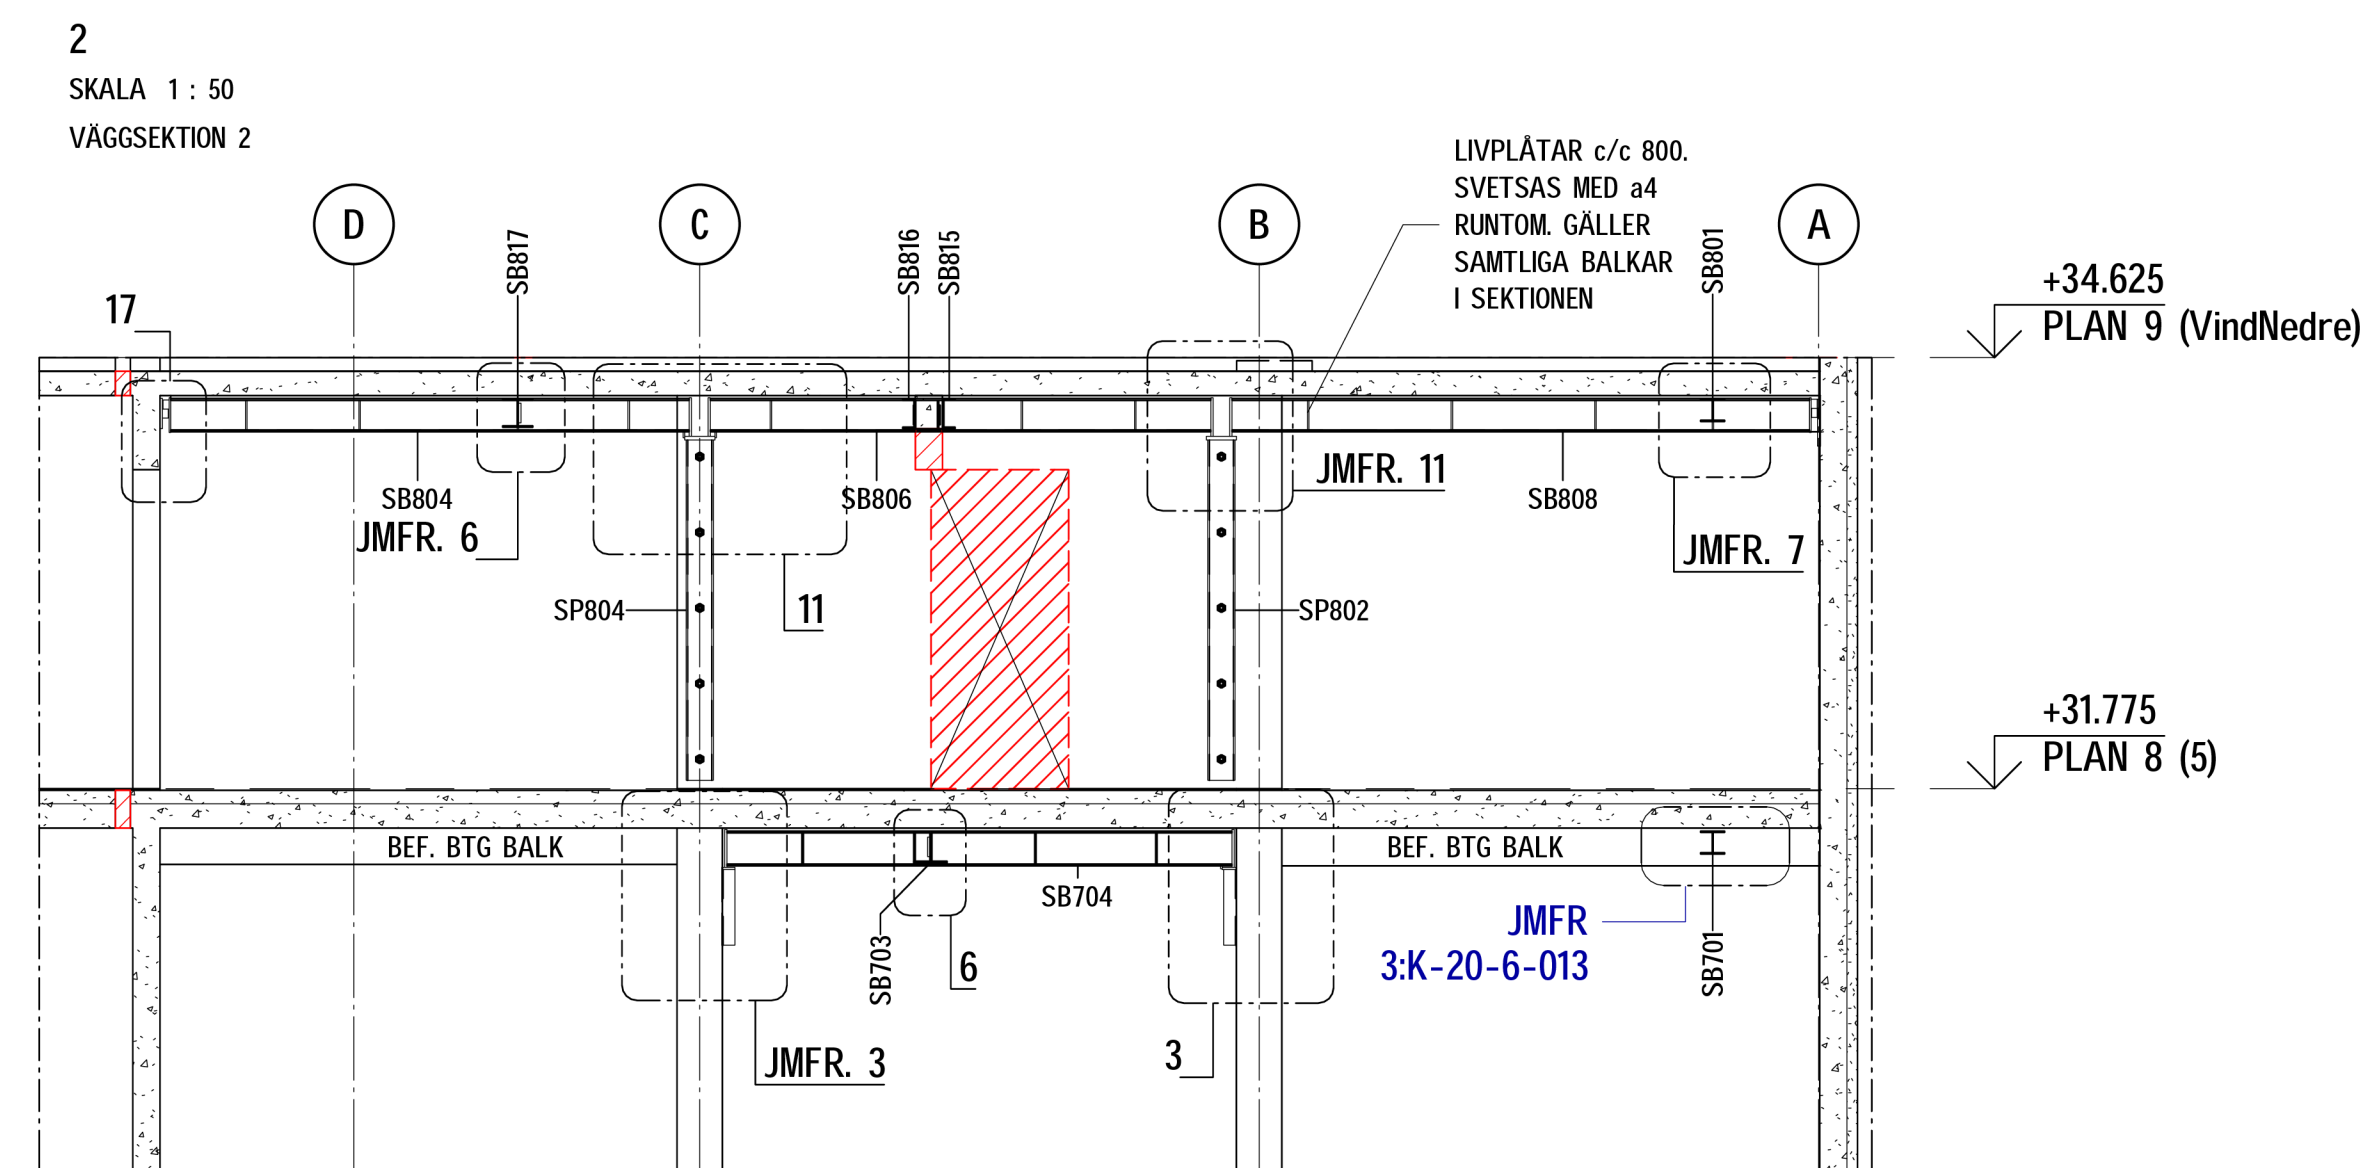 2
SKALA 1 : 50
VÄGGSEKTION 2
LIVPLÅTAR c/c 800.
SVETSAS MED a4
RUNTOM. GÄLLER
SAMTLIGA BALKAR
I SEKTIONEN
D
C
B
A
SB817
SB816
SB815
SB801
+34.625
PLAN 9 (VindNedre)
17
SB804
JMFR. 6
SB806
JMFR. 11
SB808
JMFR. 7
SP804
11
SP802
+31.775
PLAN 8 (5)
BEF. BTG BALK
BEF. BTG BALK
SB704
SB703
6
JMFR
3:K-20-6-013
SB701
JMFR. 3
3